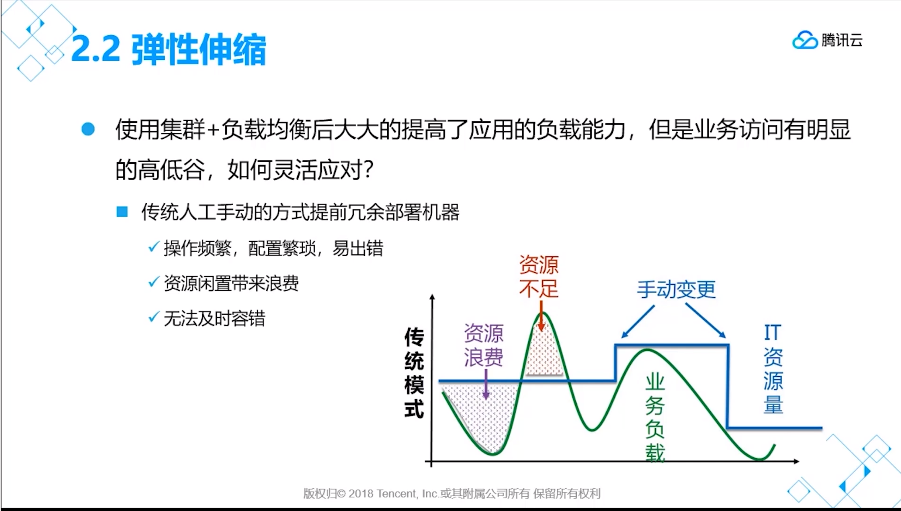 2.2 弹性伸缩
腾讯云
使用集群+负载均衡后大大的提高了应用的负载能力，但是业务访问有明显
的高低谷，如何灵活应对？
传统人工手动的方式提前冗余部署机器
操作频繁，配置繁琐，易出错
资源闲置带来浪费
无法及时容错
资源
不足
手动变更
资源
浪费
传统模式
IT
资源量
业务负载
版权归© 2018 Tencent, Inc 或其附属公司所有 保留所有权利